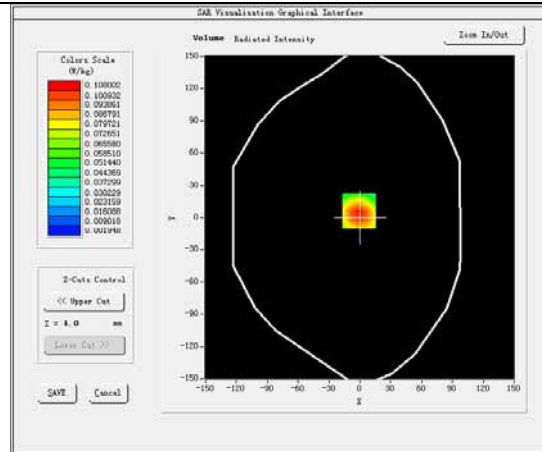 SAR Visualisation Graphical Interface
Volume Radiated Intensity
Zoom In/Out
Colors Scale
(W/kg)
0.108002
0.100932
0.093861
0.086791
0.079721
0.072651
0.065580
0.058510
0.051440
0.044369
0.037299
0.030229
0.023159
0.016088
0.009018
0.001948
150
120
90
60
30
0
-30
-60
-90
-120
-150
Y
-150 -120 -90 -60 -30 0 30 60 90 120 150
X
Z-Cuts Control
<< Upper Cut
Z = 4.0 mm
Lower Cut >>
SAVE Cancel